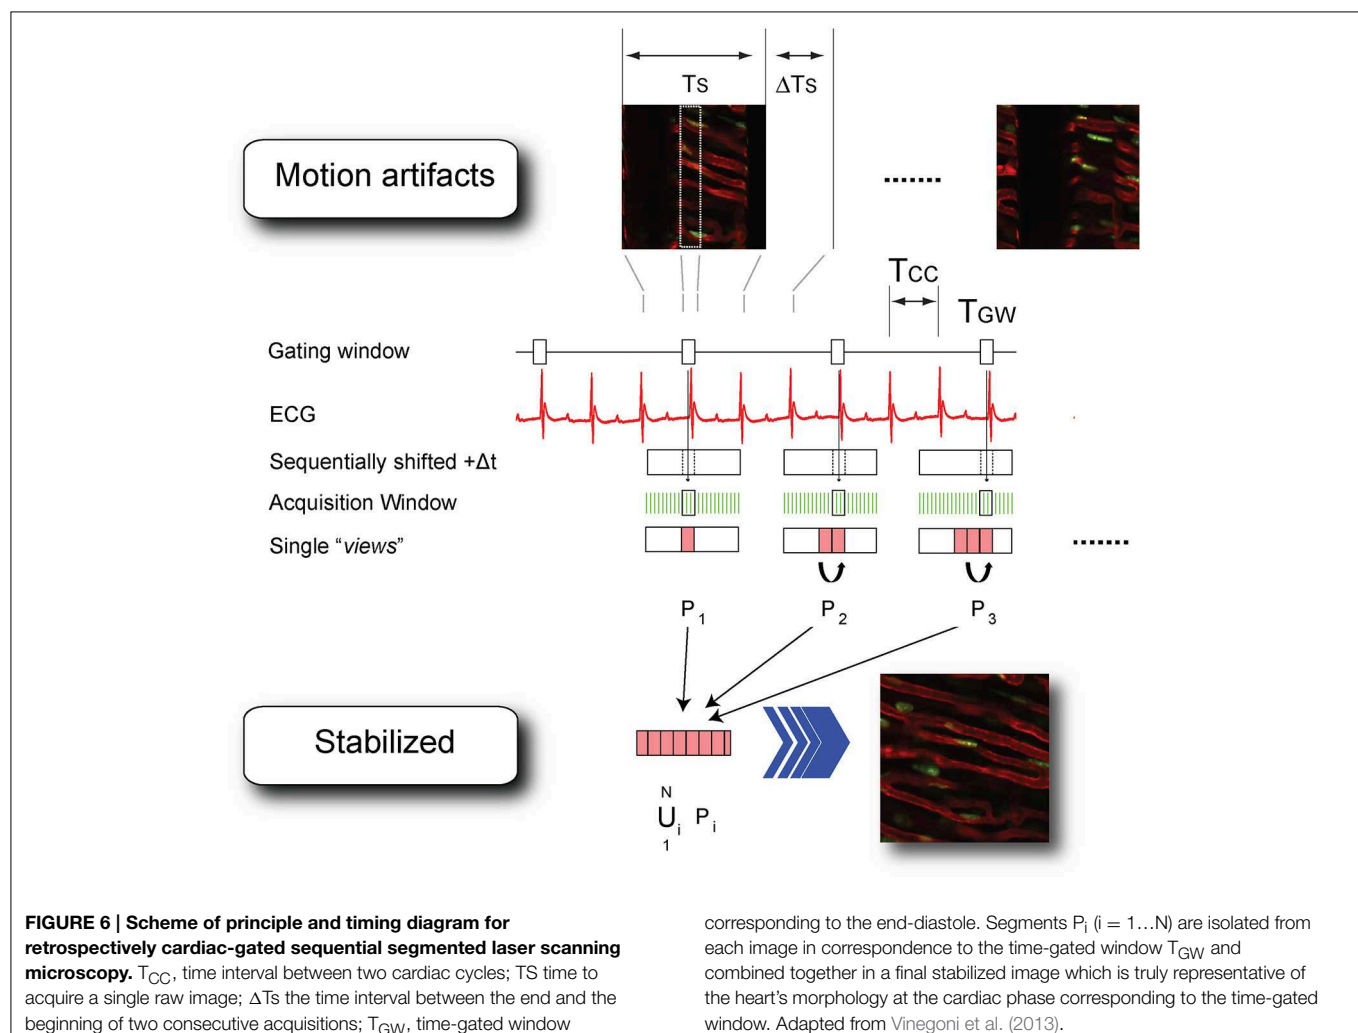 Ts
ΔTs
Motion artifacts
.......
TCC
TGW
Gating window
ECG
Sequentially shifted +Δt
Acquisition Window
Single “views”
.......
P1
P2
P3
Stabilized
N
Ui Pi
1
FIGURE 6 | Scheme of principle and timing diagram for
retrospectively cardiac-gated sequential segmented laser scanning
microscopy. TCC, time interval between two cardiac cycles; TS time to
acquire a single raw image; ΔTs the time interval between the end and the
beginning of two consecutive acquisitions; TGW, time-gated window
corresponding to the end-diastole. Segments Pi (i = 1...N) are isolated from
each image in correspondence to the time-gated window TGW and
combined together in a final stabilized image which is truly representative of
the heart’s morphology at the cardiac phase corresponding to the time-gated
window. Adapted from Vinegoni et al. (2013).